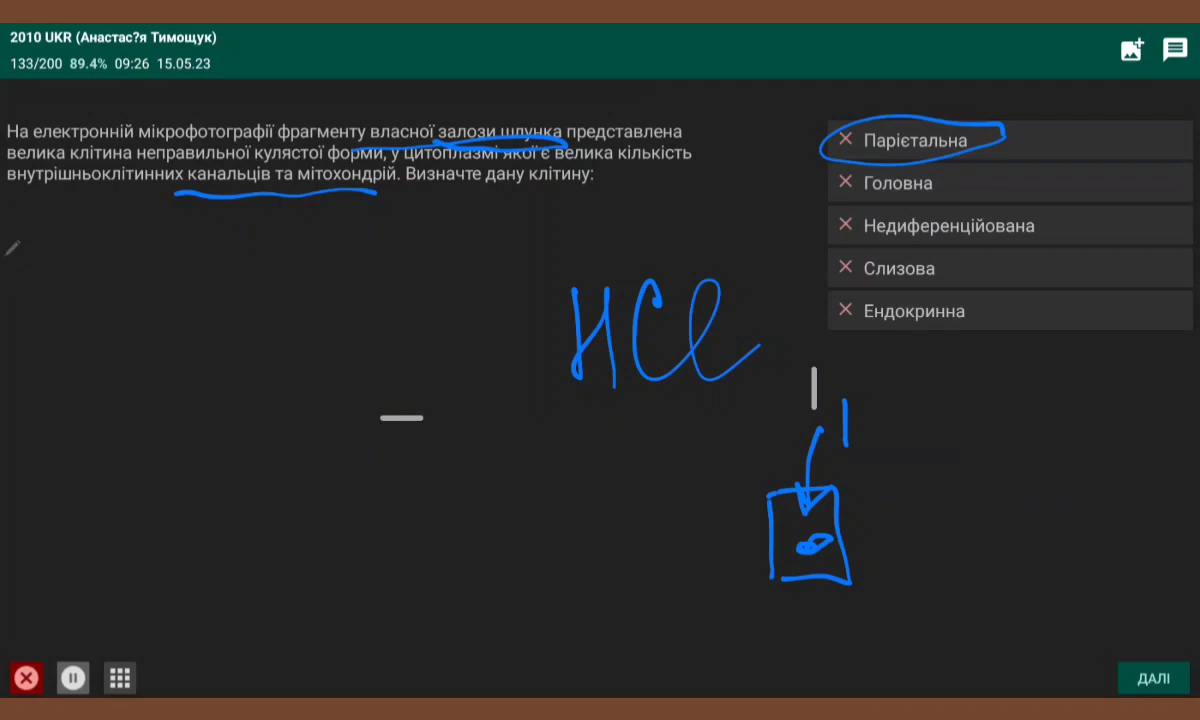 2010 UKR (Анастас?я Тимощук)
133/200 89.4% 09:26 15.05.23
На електронній мікрофотографії фрагменту власної залози шлунка представлена
велика клітина неправильної кулястої форми, у цитоплазмі якої є велика кількість
внутрішньоклітинних канальців та мітохондрій. Визначте дану клітину:
Парієтальна
Головна
Недиференційована
Слизова
Ендокринна
HCl
ДАЛІ